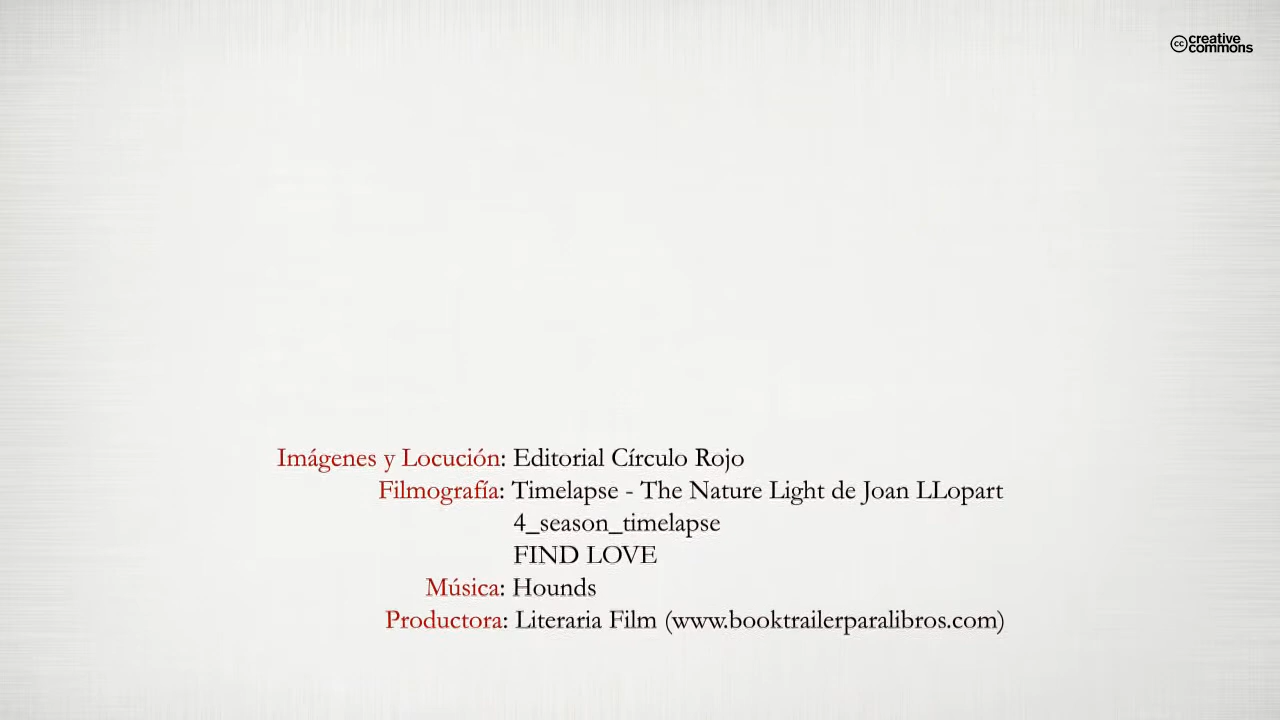 cc creative
commons
Imágenes y Locución: Editorial Círculo Rojo
Filmografía: Timelapse - The Nature Light de Joan LLopart
4_season_timelapse
FIND LOVE
Música: Hounds
Productora: Literaria Film (www.booktrailerparalibros.com)